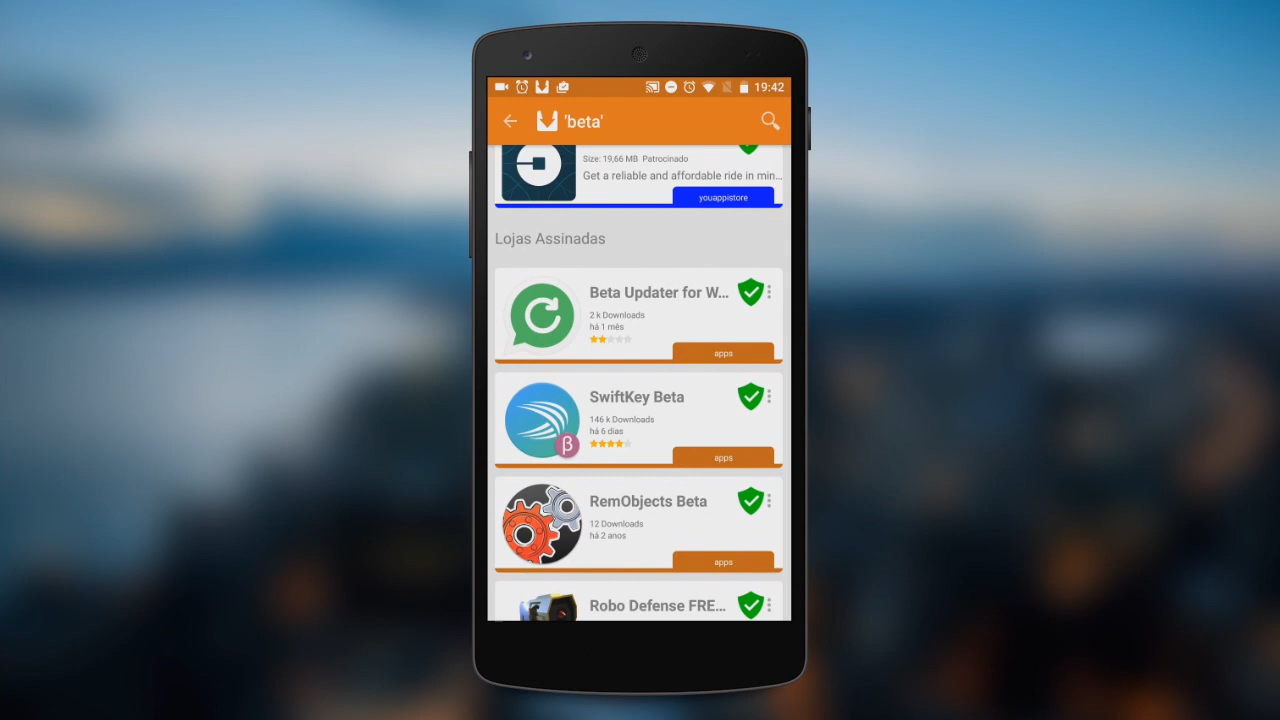 19:42
'beta'
Size: 19,66 MB Patrocinado
Get a reliable and affordable ride in min...
youappistore
Lojas Assinadas
Beta Updater for W...
2 k Downloads
há 1 mês
apps
SwiftKey Beta
146 k Downloads
há 6 dias
β
apps
RemObjects Beta
12 Downloads
há 2 anos
apps
Robo Defense FRE...